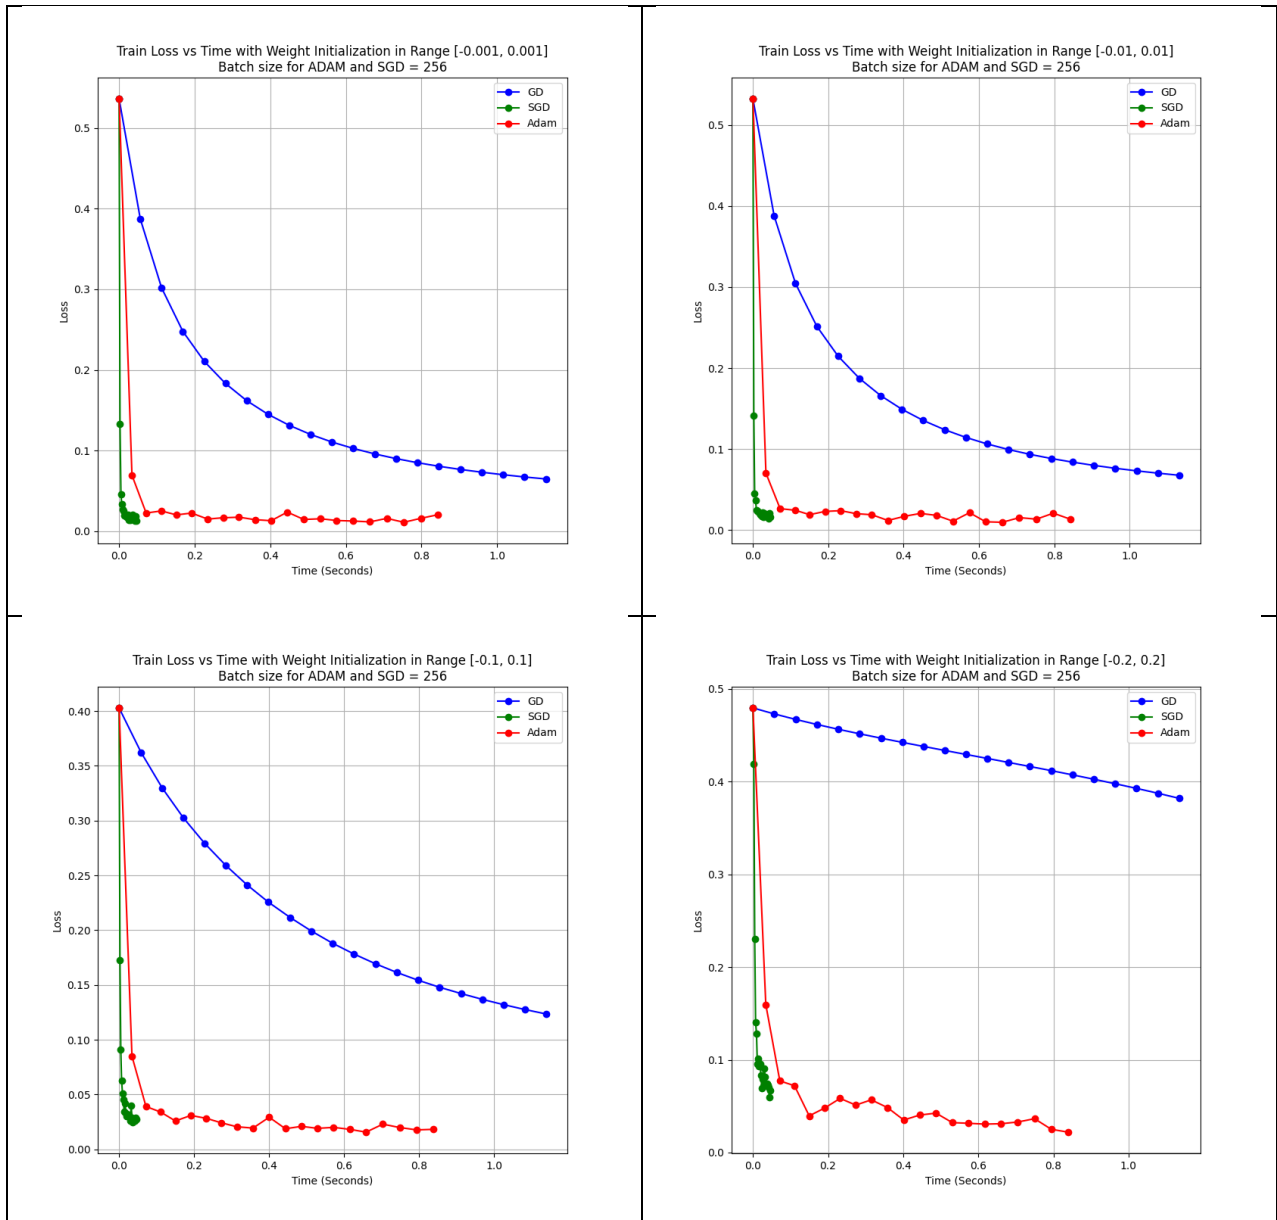 Train Loss vs Time with Weight Initialization in Range [-0.001, 0.001]
Batch size for ADAM and SGD = 256
GD
SGD
Adam
0.5
0.4
0.3
0.2
0.1
0.0
Loss
0.0 0.2 0.4 0.6 0.8 1.0
Time (Seconds)
Train Loss vs Time with Weight Initialization in Range [-0.01, 0.01]
Batch size for ADAM and SGD = 256
GD
SGD
Adam
0.5
0.4
0.3
0.2
0.1
0.0
Loss
0.0 0.2 0.4 0.6 0.8 1.0
Time (Seconds)
Train Loss vs Time with Weight Initialization in Range [-0.1, 0.1]
Batch size for ADAM and SGD = 256
GD
SGD
Adam
0.40
0.35
0.30
0.25
0.20
0.15
0.10
0.05
0.00
Loss
0.0 0.2 0.4 0.6 0.8 1.0
Time (Seconds)
Train Loss vs Time with Weight Initialization in Range [-0.2, 0.2]
Batch size for ADAM and SGD = 256
GD
SGD
Adam
0.5
0.4
0.3
0.2
0.1
0.0
Loss
0.0 0.2 0.4 0.6 0.8 1.0
Time (Seconds)